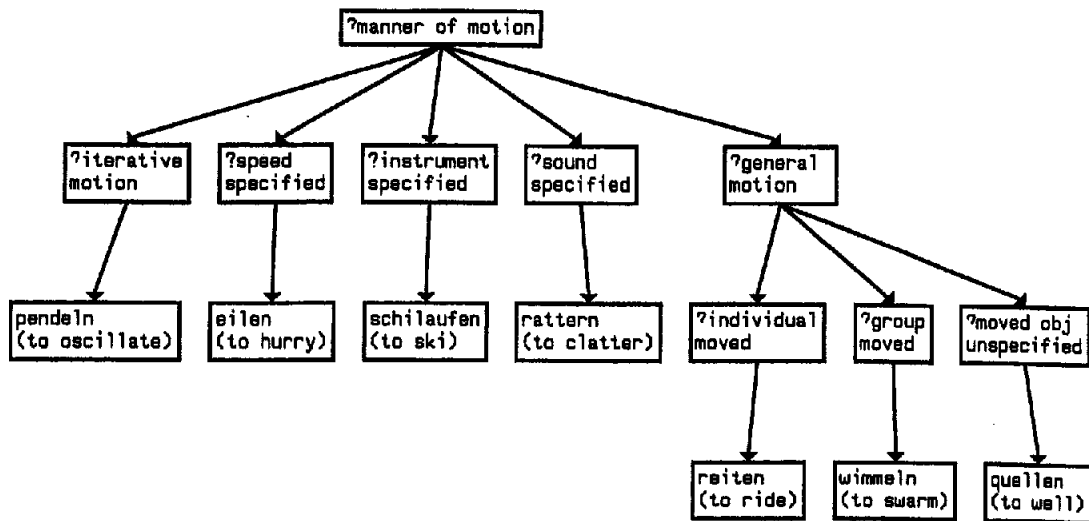 ?manner of motion
?iterative
motion
?speed
specified
?instrument
specified
?sound
specified
?general
motion
pendeln
(to oscillate)
eilen
(to hurry)
schilaufen
(to ski)
rattern
(to clatter)
?individual
moved
?group
moved
?moved obj
unspecified
reiten
(to ride)
wimmeln
(to swarm)
quellen
(to well)